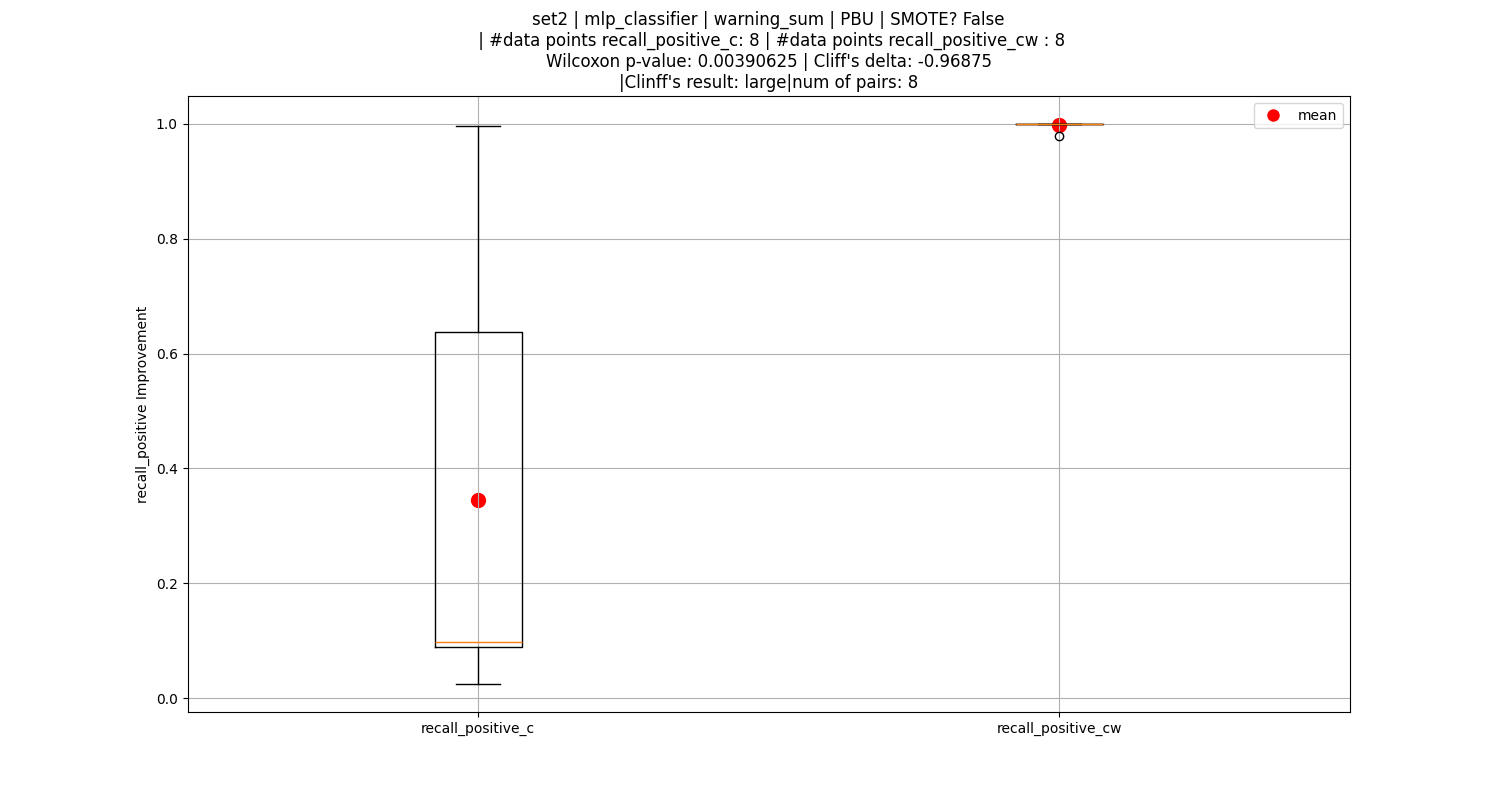 set2 | mlp_classifier | warning_sum | PBU | SMOTE? False
| #data points recall_positive_c: 8 | #data points recall_positive_cw : 8
Wilcoxon p-value: 0.00390625 | Cliff's delta: -0.96875
|Clinff's result: large|num of pairs: 8
mean
1.0
0.8
0.6
0.4
0.2
0.0
recall_positive Improvement
recall_positive_c
recall_positive_cw